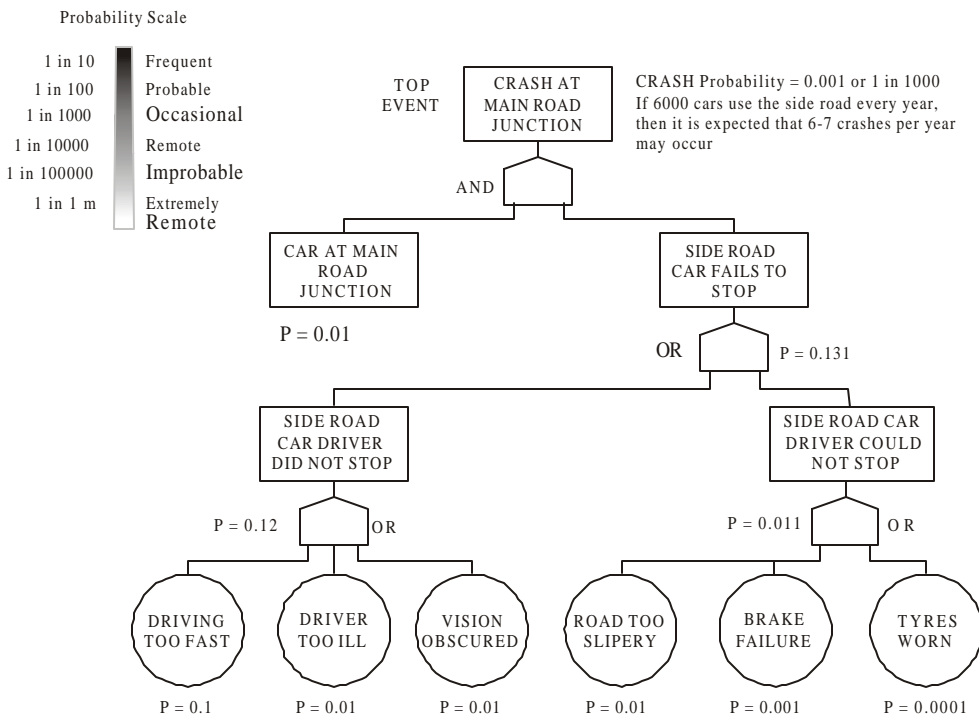 Probability Scale
1 in 10 Frequent
1 in 100 Probable
1 in 1000 Occasional
1 in 10000 Remote
1 in 100000 Improbable
1 in 1 m Extremely
Remote
TOP
EVENT
CRASH AT
MAIN ROAD
JUNCTION
CRASH Probability = 0.001 or 1 in 1000
If 6000 cars use the side road every year,
then it is expected that 6-7 crashes per year
may occur
AND
CAR AT MAIN
ROAD
JUNCTION
P = 0.01
SIDE ROAD
CAR FAILS TO
STOP
OR
P = 0.131
SIDE ROAD
CAR DRIVER
DID NOT STOP
P = 0.12
OR
SIDE ROAD CAR
DRIVER COULD
NOT STOP
P = 0.011
OR
DRIVING
TOO FAST
DRIVER
TOO ILL
VISION
OBSCURED
ROAD TOO
SLIPERY
BRAKE
FAILURE
TYRES
WORN
P = 0.1
P = 0.01
P = 0.01
P = 0.01
P = 0.001
P = 0.0001